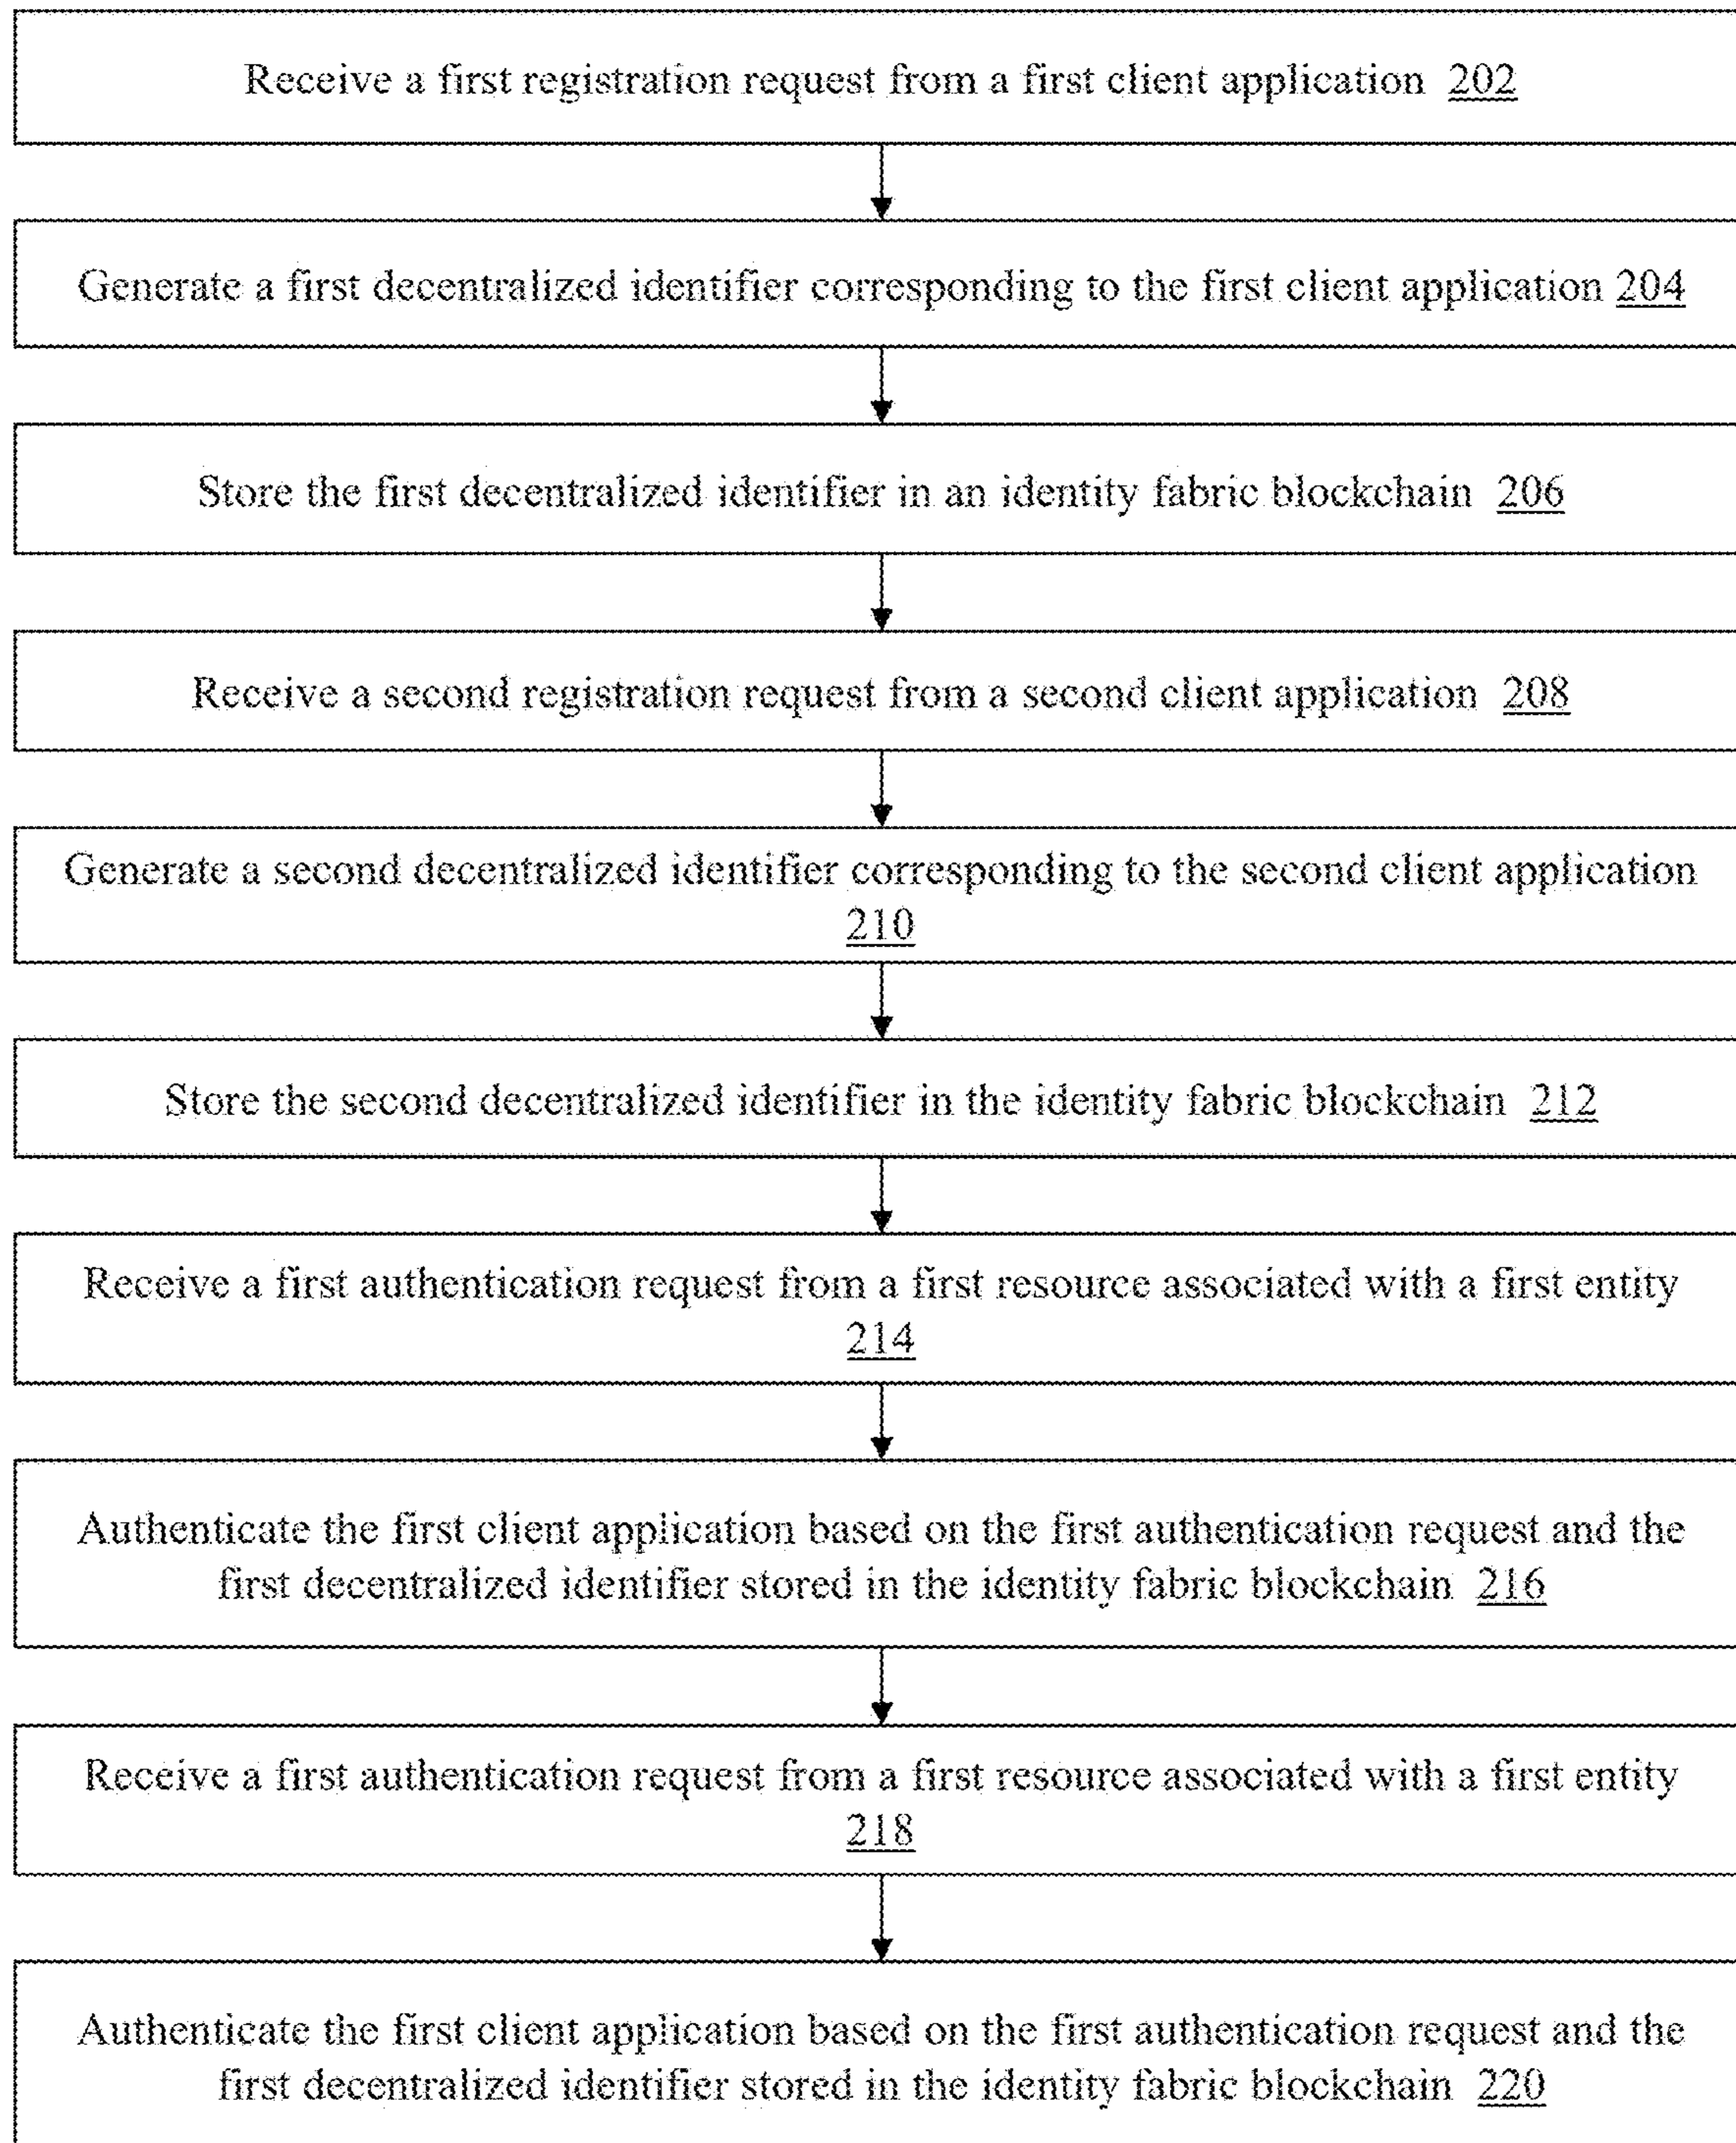 Receive a first registration request from a first client application 202
Generate a first decentralized identifier corresponding to the first client application 204
Store the first decentralized identifier in an identity fabric blockchain 206
Receive a second registration request from a second client application 208
Generate a second decentralized identifier corresponding to the second client application
210
Store the second decentralized identifier in the identity fabric blockchain 212
Receive a first authentication request from a first resource associated with a first entity
214
Authenticate the first client application based on the first authentication request and the
first decentralized identifier stored in the identity fabric blockchain 216
Receive a first authentication request from a first resource associated with a first entity
218
Authenticate the first client application based on the first authentication request and the
first decentralized identifier stored in the identity fabric blockchain 220